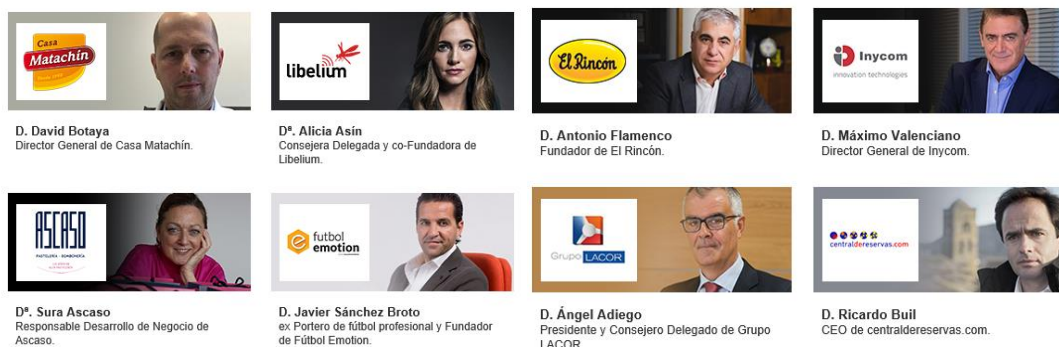 Casa
Matachín
libelium
El Rincón
Inycom
innovation technologies
D. David Botaya
Director General de Casa Matachín.
Dª. Alicia Asín
Consejera Delegada y co-Fundadora de
Libelium.
D. Antonio Flamenco
Fundador de El Rincón.
D. Máximo Valenciano
Director General de Inycom.
ASCASO
PASTELERÍA - BOMBONERÍA
futbol
emotion
Grupo LACOR
centraldereservas.com
Dª. Sura Ascaso
Responsable Desarrollo de Negocio de
Ascaso.
D. Javier Sánchez Broto
ex Portero de fútbol profesional y Fundador
de Fútbol Emotion.
D. Ángel Adiego
Presidente y Consejero Delegado de Grupo
LACOR.
D. Ricardo Buil
CEO de centraldereservas.com.